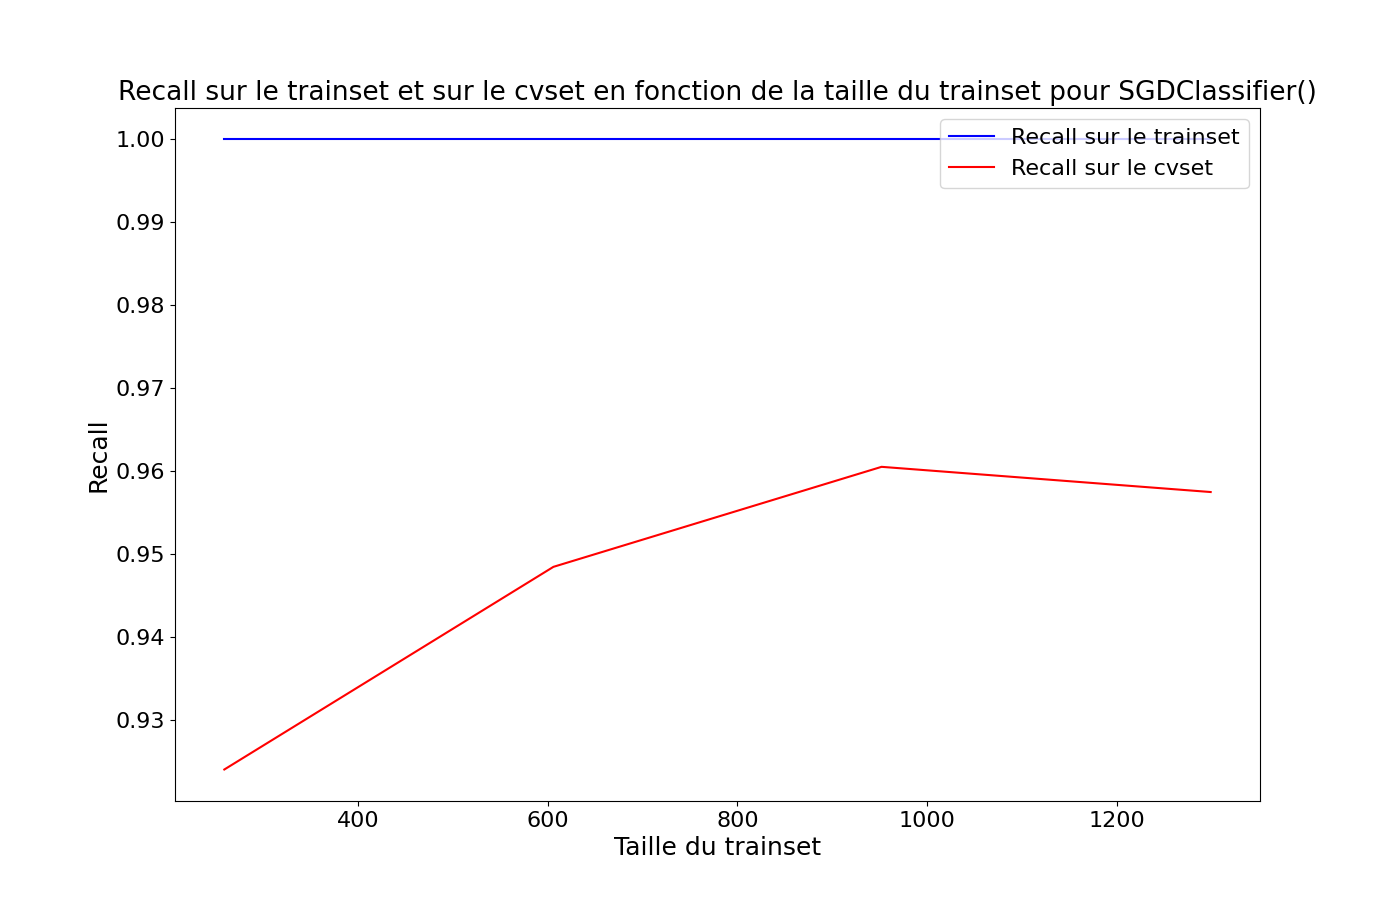 Recall sur le trainset et sur le cvset en fonction de la taille du trainset pour SGDClassifier()
Recall sur le trainset
Recall sur le cvset
1.00
0.99
0.98
0.97
0.96
0.95
0.94
0.93
Recall
400 600 800 1000 1200
Taille du trainset